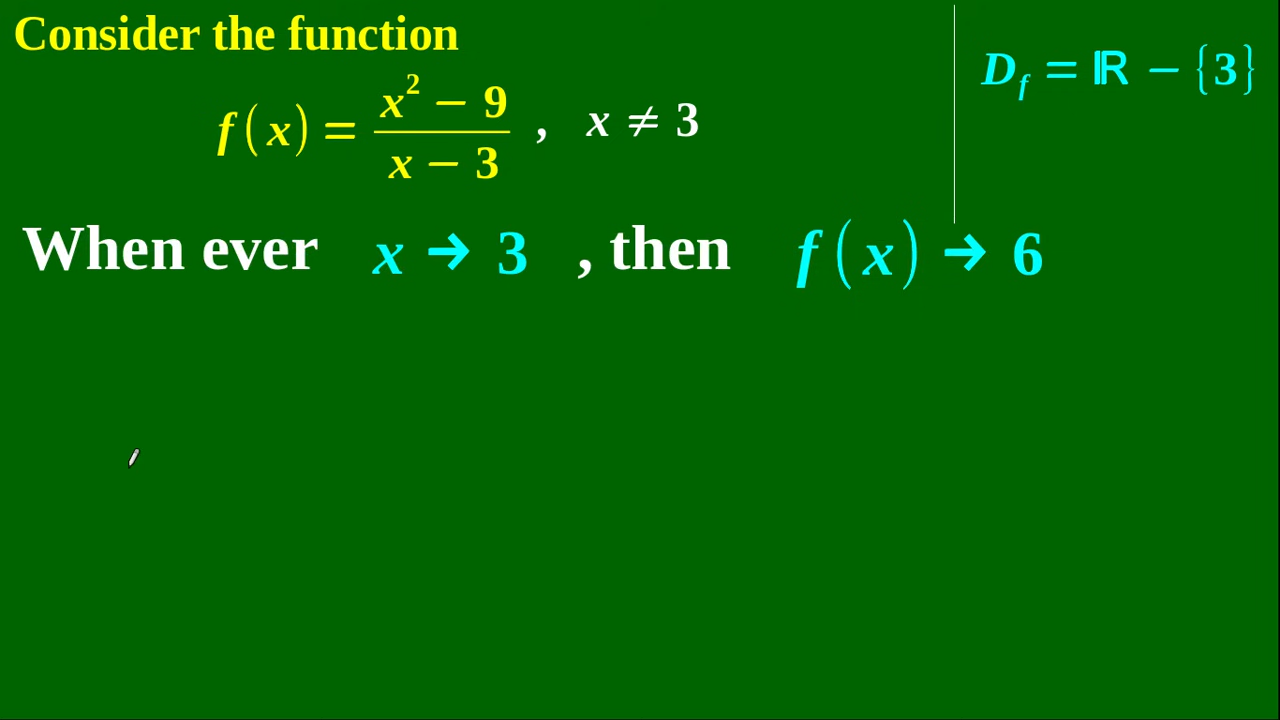 Consider the function
f(x) = x² − 9 / x − 3 , x ≠ 3
D_f = ℝ − {3}
When ever x → 3 , then f(x) → 6